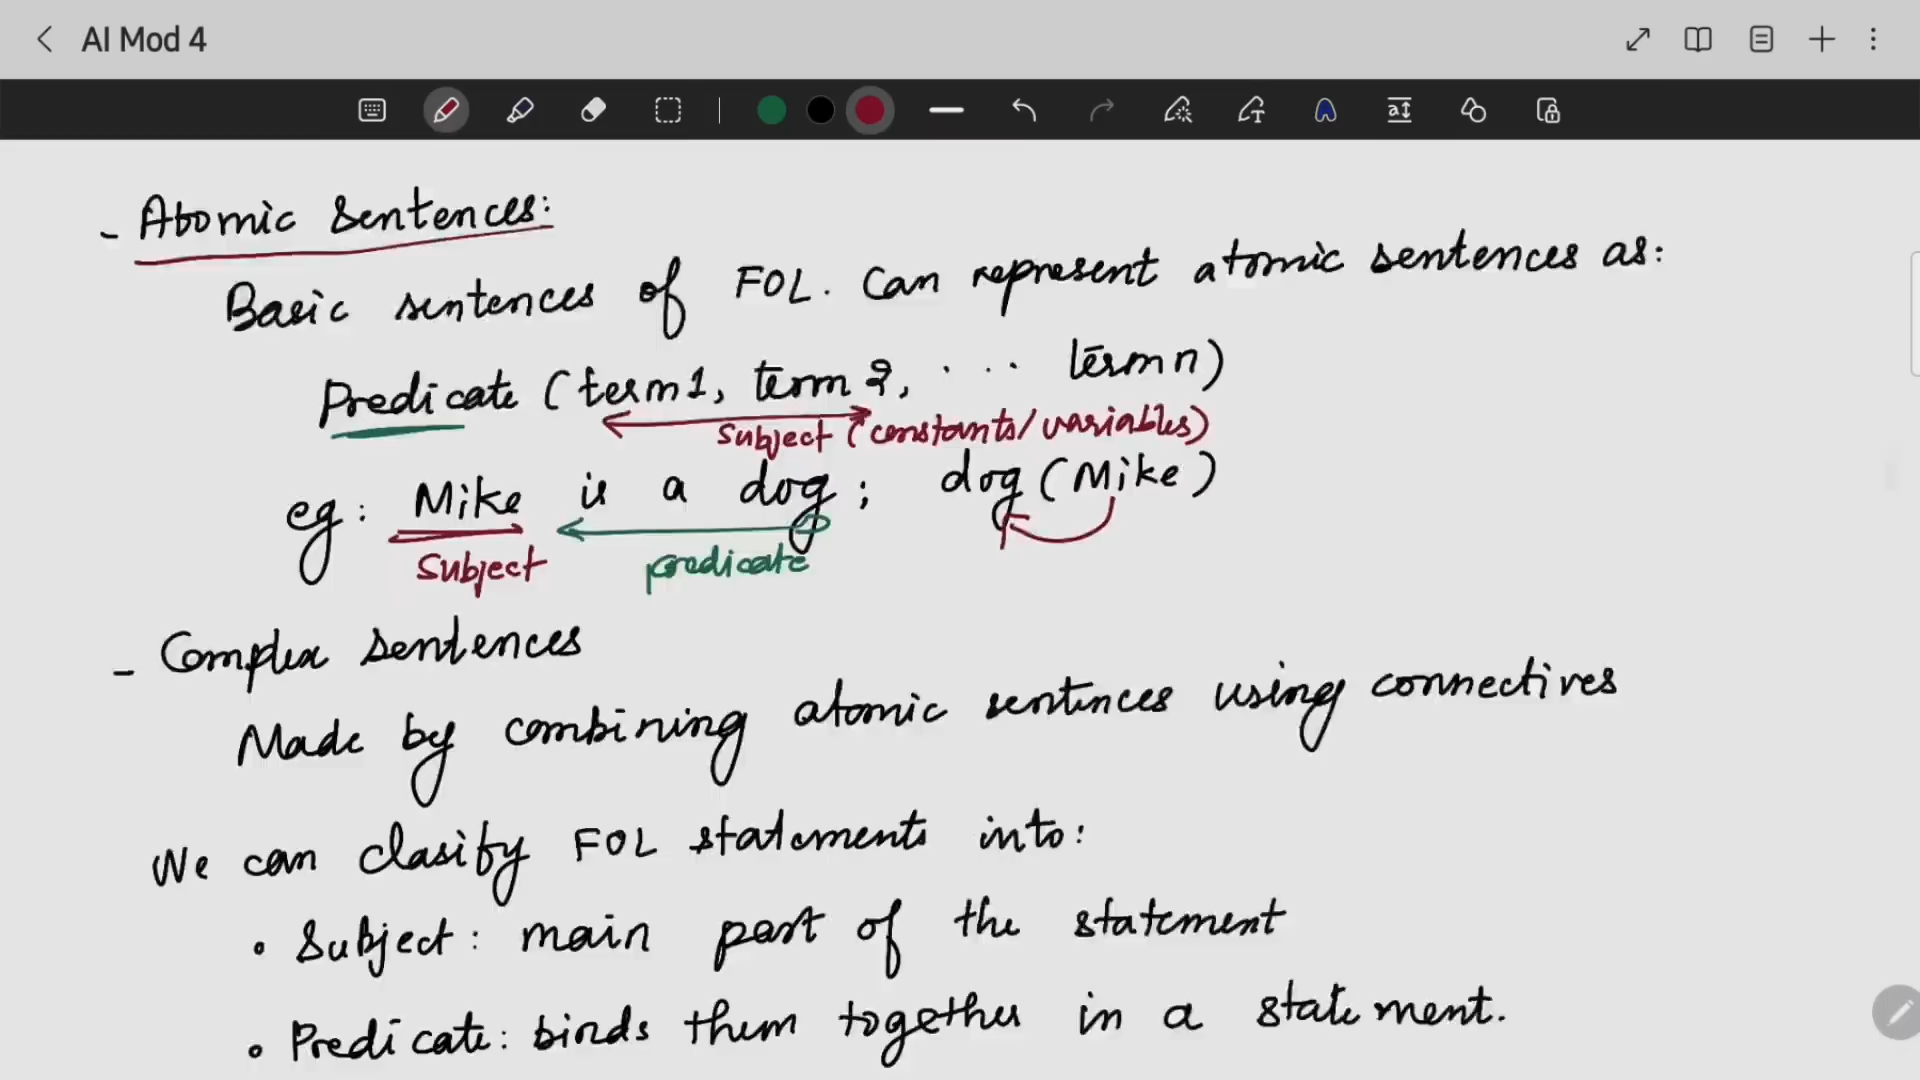 AI Mod 4
- Atomic sentences:
Basic sentences of FOL. Can represent atomic sentences as:
Predicate (term1, term2, ... term n)
Subject (constants/variables)
eg: Mike is a dog; dog (Mike)
Subject predicate
- Complex sentences
Made by combining atomic sentences using connectives
We can clasify FOL statements into:
• Subject: main part of the statement
• Predicate: binds them together in a statement.